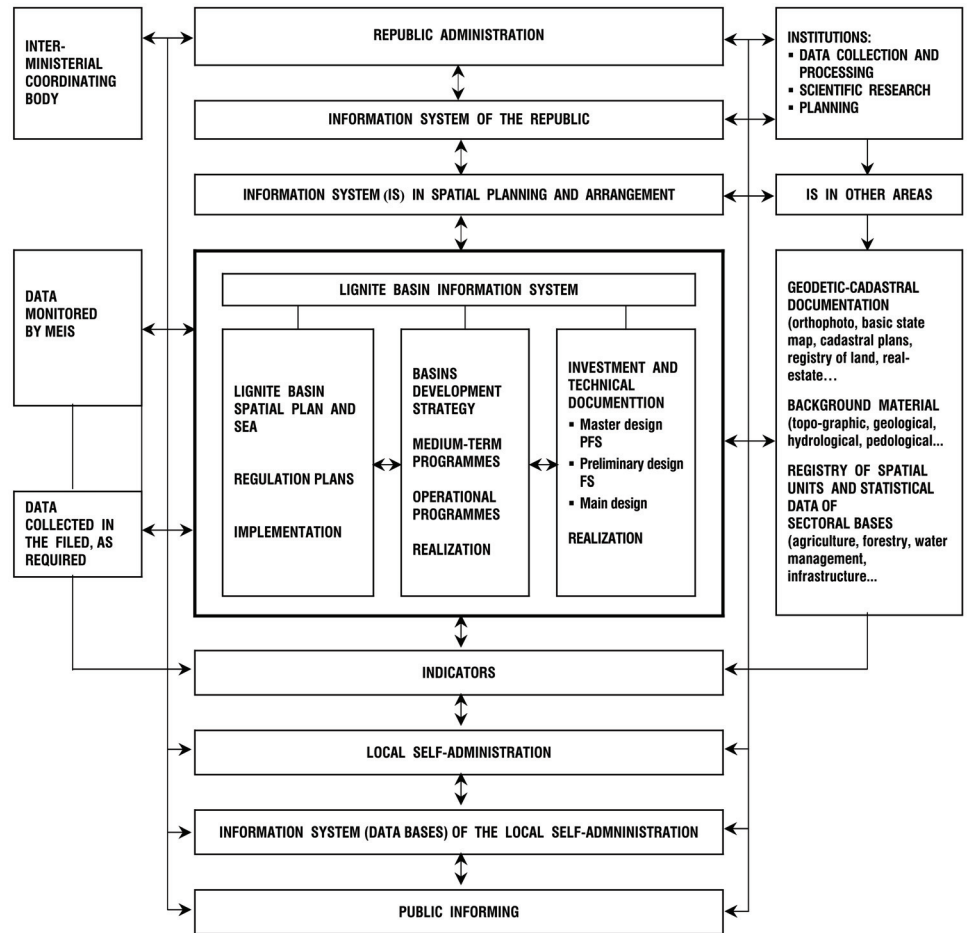 INTER-
MINISTERIAL
COORDINATING
BODY
REPUBLIC ADMINISTRATION
INSTITUTIONS:
▪ DATA COLLECTION AND
PROCESSING
▪ SCIENTIFIC RESEARCH
▪ PLANNING
INFORMATION SYSTEM OF THE REPUBLIC
INFORMATION SYSTEM (IS) IN SPATIAL PLANNING AND ARRANGEMENT
IS IN OTHER AREAS
DATA
MONITORED
BY MEIS
DATA
COLLECTED IN
THE FILED, AS
REQUIRED
LIGNITE BASIN INFORMATION SYSTEM
LIGNITE BASIN
SPATIAL PLAN AND
SEA
REGULATION PLANS
IMPLEMENTATION
BASINS
DEVELOPMENT
STRATEGY
MEDIUM-TERM
PROGRAMMES
OPERATIONAL
PROGRAMMES
REALIZATION
INVESTMENT AND
TECHNICAL
DOCUMENTTION
▪ Master design
PFS
▪ Preliminary design
FS
▪ Main design
REALIZATION
GEODETIC-CADASTRAL
DOCUMENTATION
(orthophoto, basic state
map, cadastral plans,
registry of land, real-
estate...
BACKGROUND MATERIAL
(topo-graphic, geological,
hydrological, pedological...
REGISTRY OF SPATIAL
UNITS AND STATISTICAL
DATA OF
SECTORAL BASES
(agriculture, forestry, water
management,
infrastructure...
INDICATORS
LOCAL SELF-ADMINISTRATION
INFORMATION SYSTEM (DATA BASES) OF THE LOCAL SELF-ADMNINISTRATION
PUBLIC INFORMING